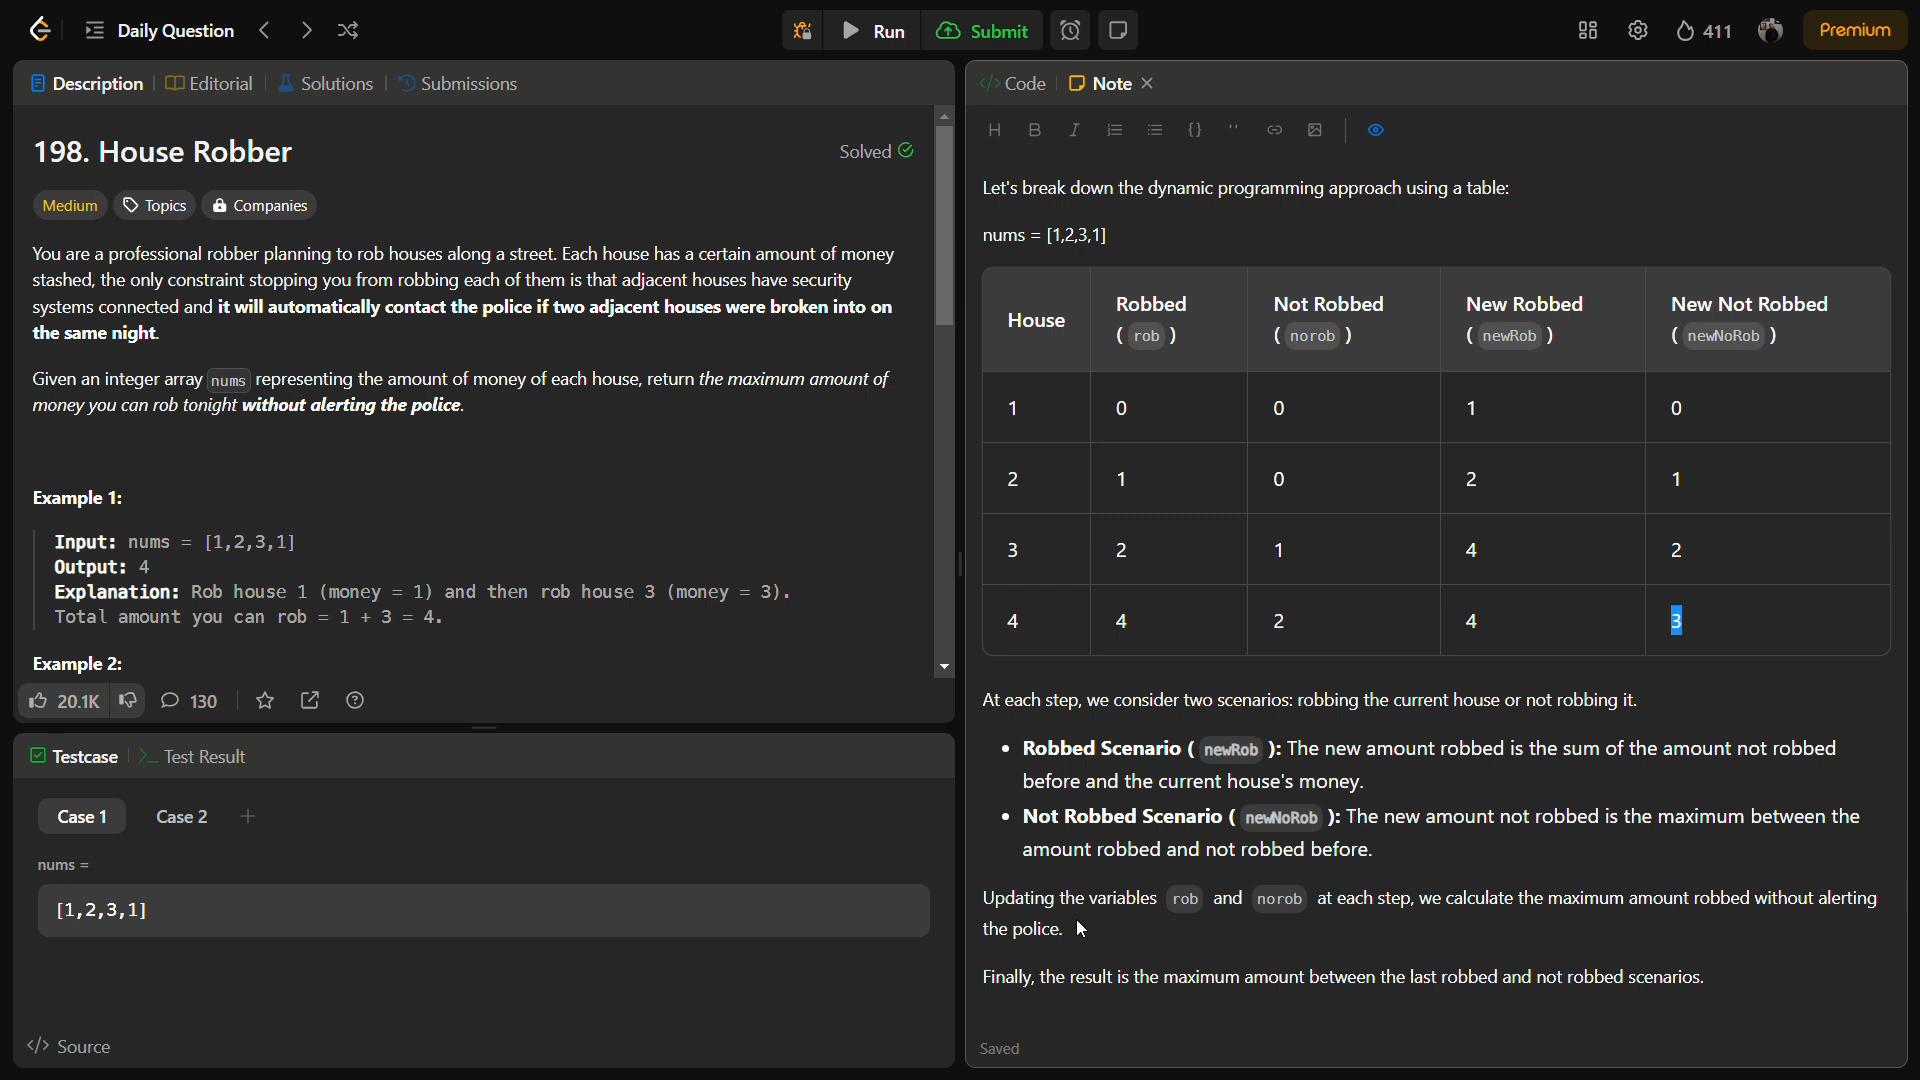 Daily Question
Run
Submit
411
Premium
Description
Editorial
Solutions
Submissions
198. House Robber
Solved
Medium
Topics
Companies
You are a professional robber planning to rob houses along a street. Each house has a certain amount of money
stashed, the only constraint stopping you from robbing each of them is that adjacent houses have security
systems connected and it will automatically contact the police if two adjacent houses were broken into on
the same night.
Given an integer array nums representing the amount of money of each house, return the maximum amount of
money you can rob tonight without alerting the police.
Example 1:
Input: nums = [1,2,3,1]
Output: 4
Explanation: Rob house 1 (money = 1) and then rob house 3 (money = 3).
Total amount you can rob = 1 + 3 = 4.
Example 2:
20.1K
130
Testcase
Test Result
Case 1
Case 2
nums =
[1,2,3,1]
</> Source
</> Code
Note
H B I {} "
Let's break down the dynamic programming approach using a table:
nums = [1,2,3,1]
House Robbed ( rob ) Not Robbed ( norob ) New Robbed ( newRob ) New Not Robbed ( newNoRob )
1 0 0 1 0
2 1 0 2 1
3 2 1 4 2
4 4 2 4 3
At each step, we consider two scenarios: robbing the current house or not robbing it.
• Robbed Scenario ( newRob ): The new amount robbed is the sum of the amount not robbed
before and the current house's money.
• Not Robbed Scenario ( newNoRob ): The new amount not robbed is the maximum between the
amount robbed and not robbed before.
Updating the variables rob and norob at each step, we calculate the maximum amount robbed without alerting
the police.
Finally, the result is the maximum amount between the last robbed and not robbed scenarios.
Saved